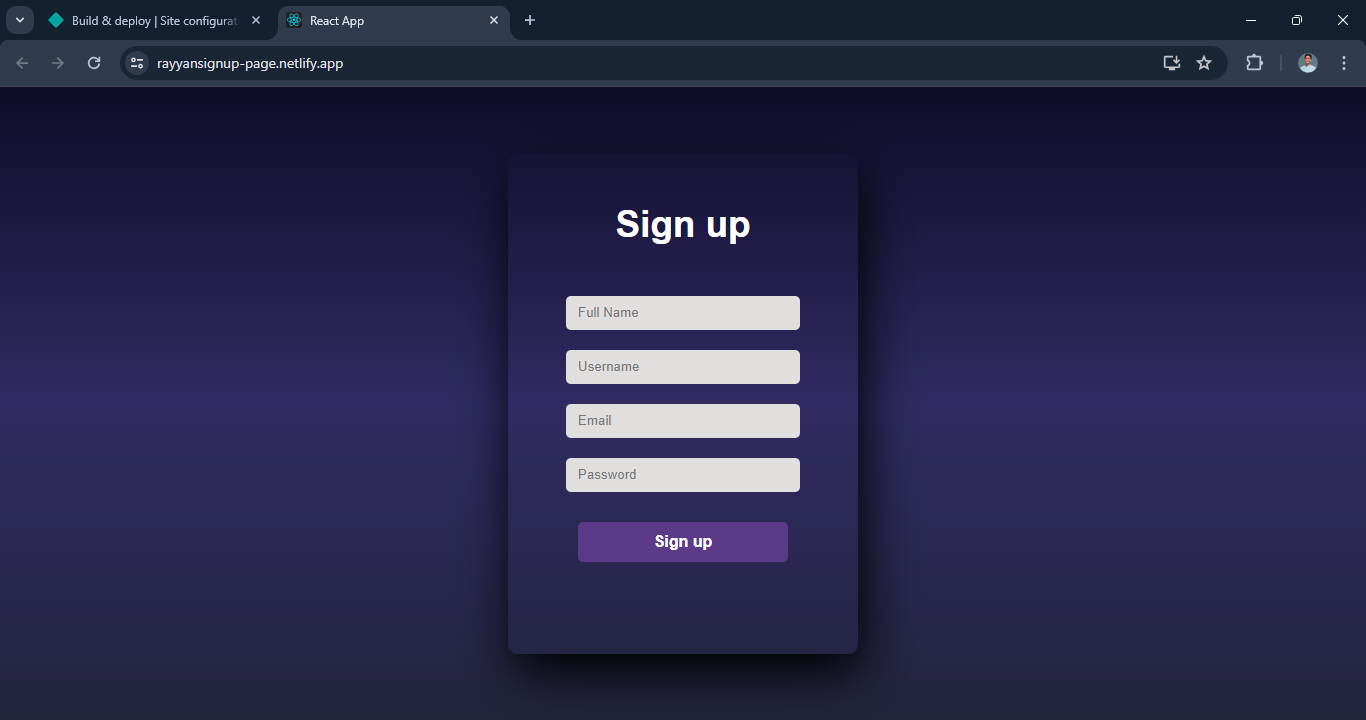 Build & deploy | Site configurat
React App
rayyansignup-page.netlify.app
Sign up
Full Name
Username
Email
Password
Sign up